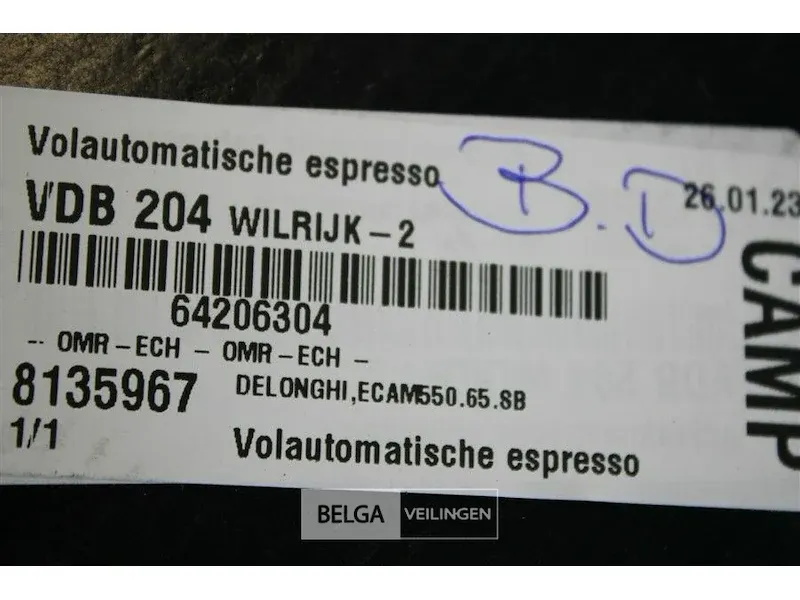 Volautomatische espresso
B.D
26.01.23
VDB 204 WILRIJK-2
64206304
-- OMR-ECH - OMR-ECH -
8135967 DELONGHI,ECAM550.65.SB
1/1 Volautomatische espresso
CAMP
BELGA VEILINGEN